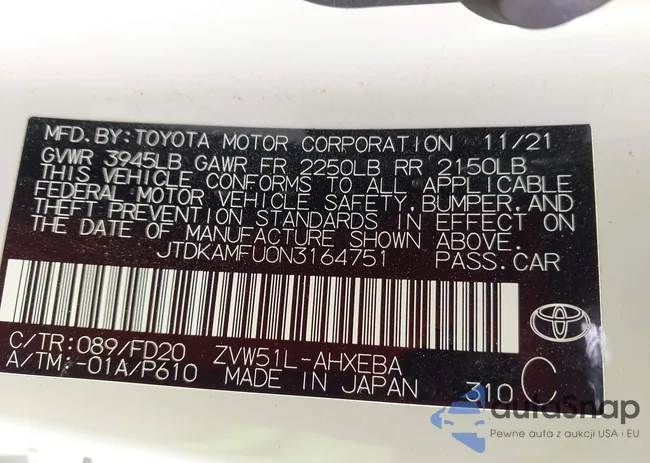 MFD.BY:TOYOTA MOTOR CORPORATION 11/21
GVWR 3945LB GAWR FR 2250LB RR 2150LB
THIS VEHICLE CONFORMS TO ALL APPLICABLE
FEDERAL MOTOR VEHICLE SAFETY,BUMPER,AND
THEFT PREVENTION STANDARDS IN EFFECT ON
THE DATE OF MANUFACTURE SHOWN ABOVE.
JTDKAMFU0N3164751 PASS.CAR
C/TR:089/FD20 ZVW51L-AHXEBA
A/TM:-01A/P610 MADE IN JAPAN 310 C
autaSnap
Pewne auta z aukcji USA i EU